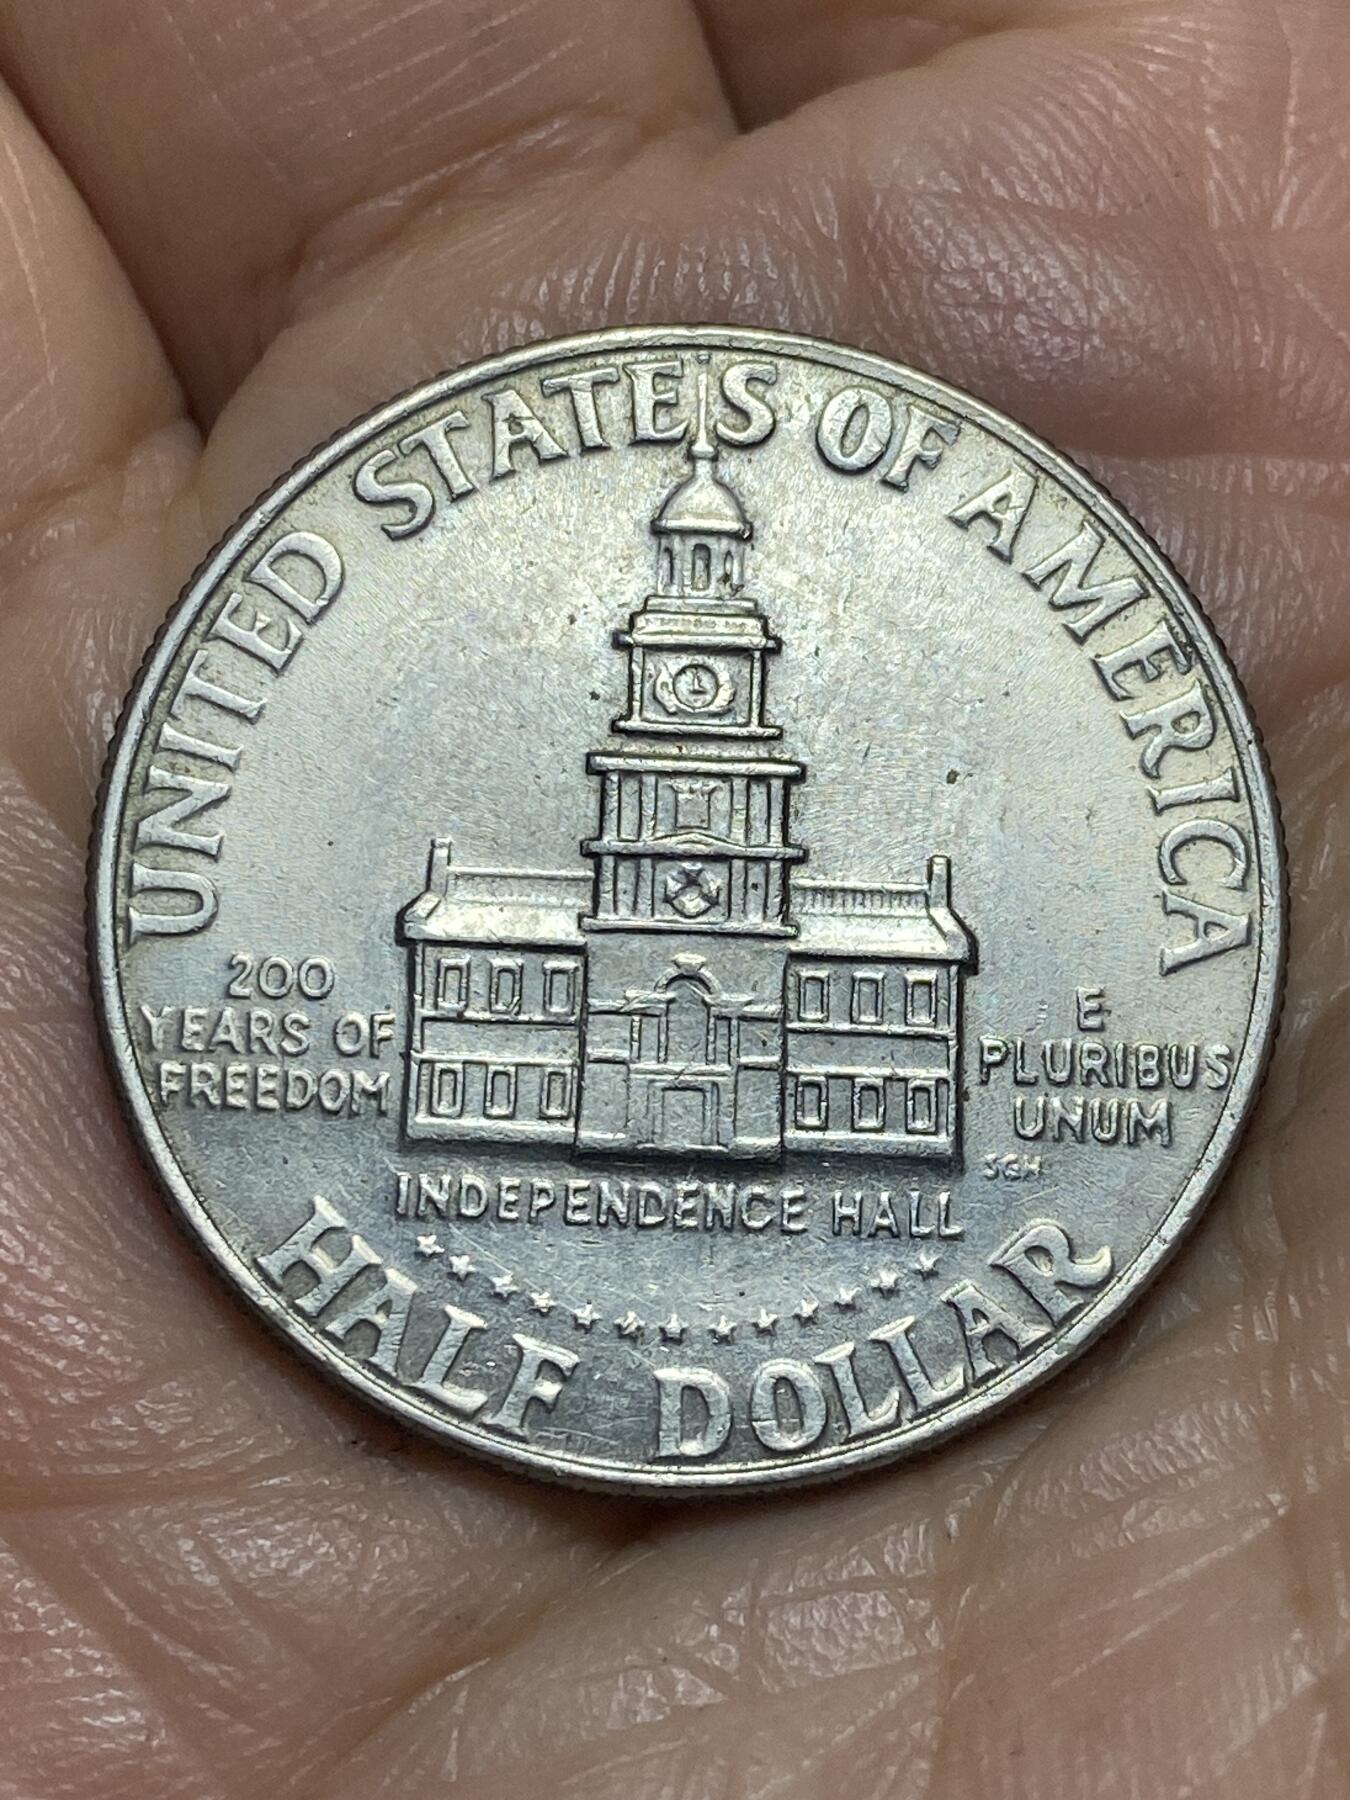 UNITED STATES OF AMERICA
200
YEARS OF
FREEDOM
E
PLURIBUS
UNUM
SGH
INDEPENDENCE HALL
HALF DOLLAR